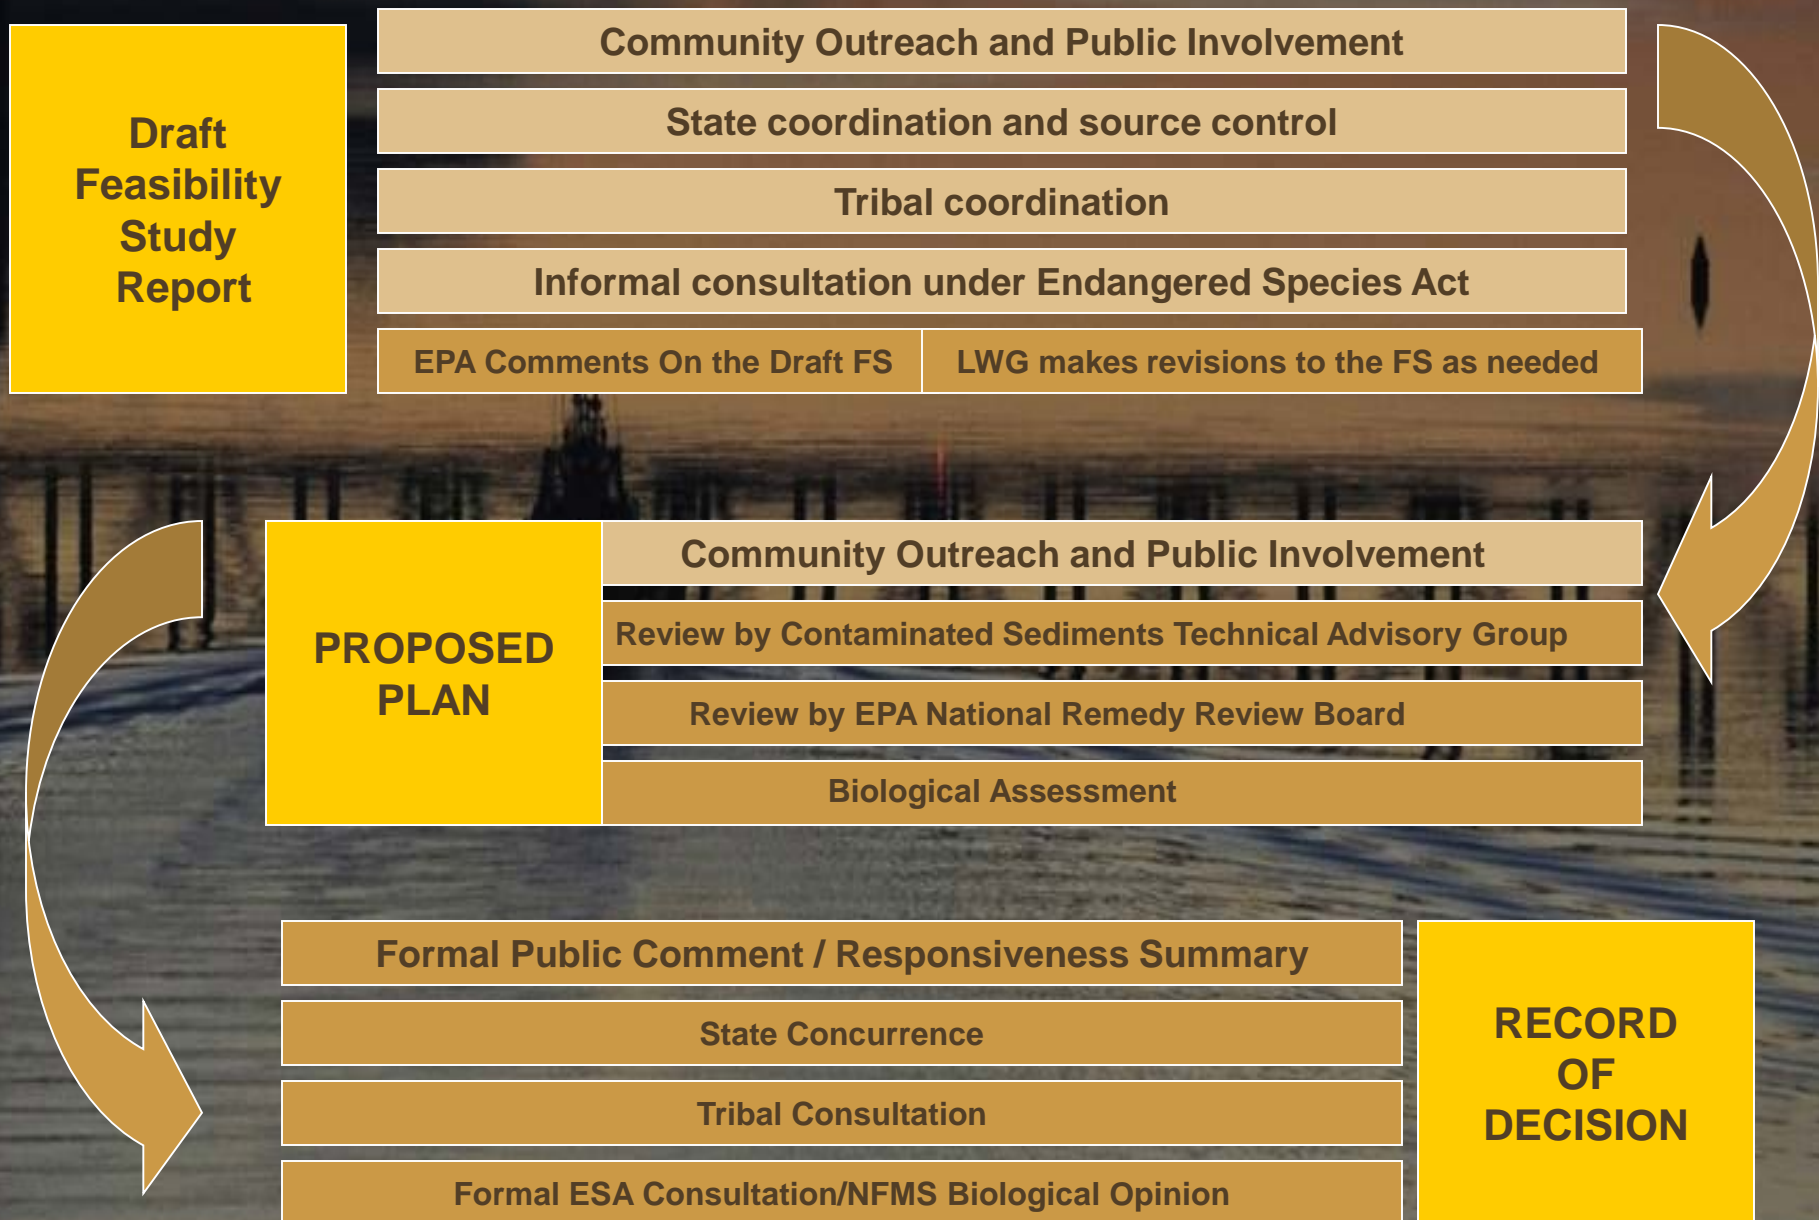 Draft
Feasibility
Study
Report
Community Outreach and Public Involvement
State coordination and source control
Tribal coordination
Informal consultation under Endangered Species Act
EPA Comments On the Draft FS
LWG makes revisions to the FS as needed
PROPOSED
PLAN
Community Outreach and Public Involvement
Review by Contaminated Sediments Technical Advisory Group
Review by EPA National Remedy Review Board
Biological Assessment
Formal Public Comment / Responsiveness Summary
State Concurrence
Tribal Consultation
Formal ESA Consultation/NFMS Biological Opinion
RECORD
OF
DECISION